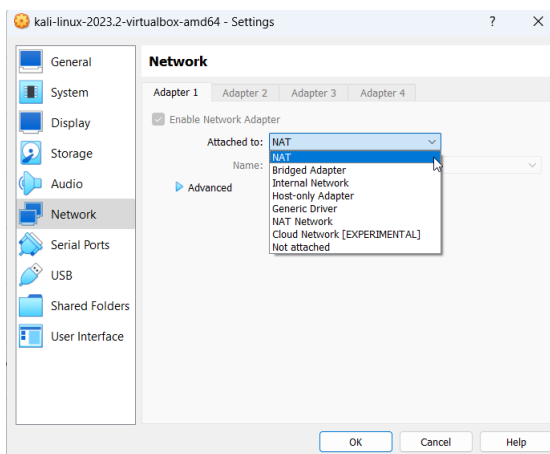 kali-linux-2023.2-virtualbox-amd64 - Settings ? X
General
System
Display
Storage
Audio
Network
Serial Ports
USB
Shared Folders
User Interface
Network
Adapter 1 Adapter 2 Adapter 3 Adapter 4
Enable Network Adapter
Attached to: NAT
NAT
Bridged Adapter
Internal Network
Host-only Adapter
Generic Driver
NAT Network
Cloud Network [EXPERIMENTAL]
Not attached
Name:
Advanced
OK Cancel Help